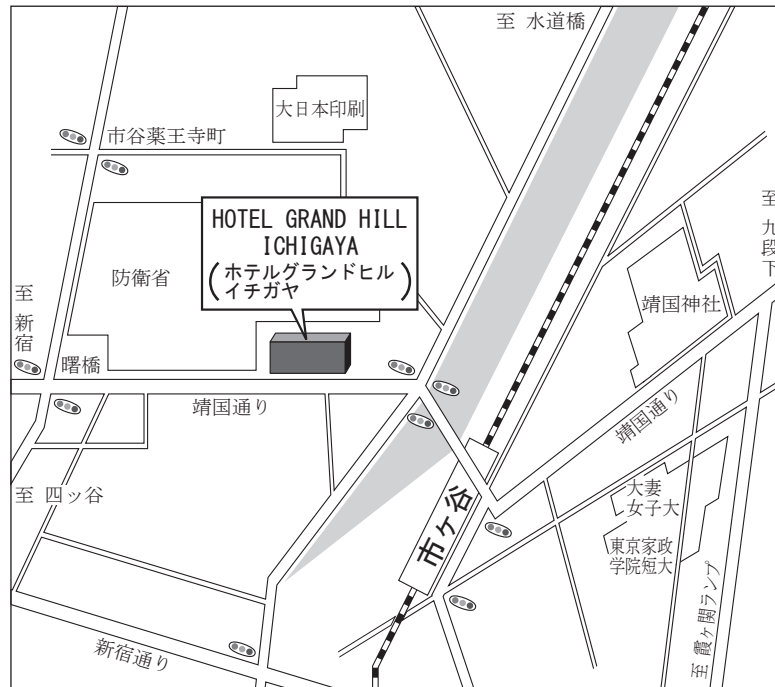 至 水道橋
大日本印刷
市谷薬王寺町
HOTEL GRAND HILL
ICHIGAYA
(ホテルグランドヒル
イチガヤ)
防衛省
至 九段下
靖国神社
至 新宿
曙橋
靖国通り
靖国通り
至 四ッ谷
市ヶ谷
大妻
女子大
東京家政
学院短大
新宿通り
至 霞ヶ関ランプ